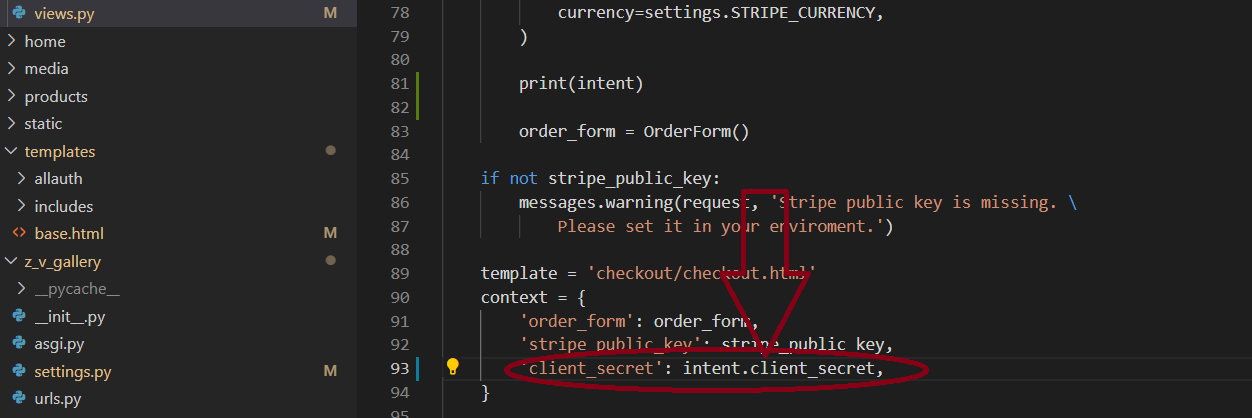 views.py M
home
media
products
static
templates
allauth
includes
base.html M
z_v_gallery
__pycache__
__init__.py
asgi.py
settings.py M
urls.py
78 currency=settings.STRIPE_CURRENCY,
79 )
80
81 print(intent)
82
83 order_form = OrderForm()
84
85 if not stripe_public_key:
86 messages.warning(request, 'Stripe public key is missing. \
87 Please set it in your enviroment.')
88
89 template = 'checkout/checkout.html'
90 context = {
91 'order_form': order_form,
92 'stripe_public_key': stripe_public_key,
93 'client_secret': intent.client_secret,
94 }
95